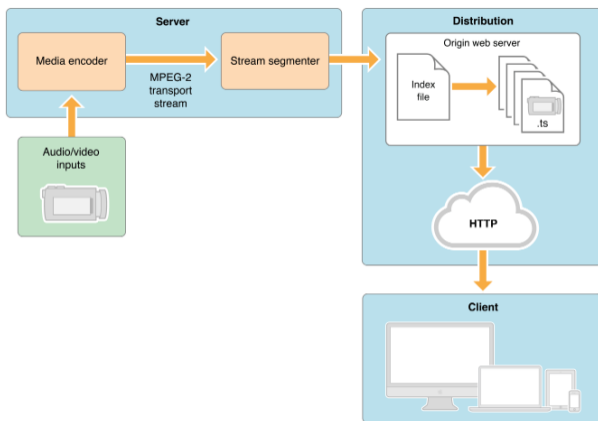 Server
Media encoder
MPEG-2
transport
stream
Stream segmenter
Audio/video
inputs
Distribution
Origin web server
Index
file
.ts
HTTP
Client